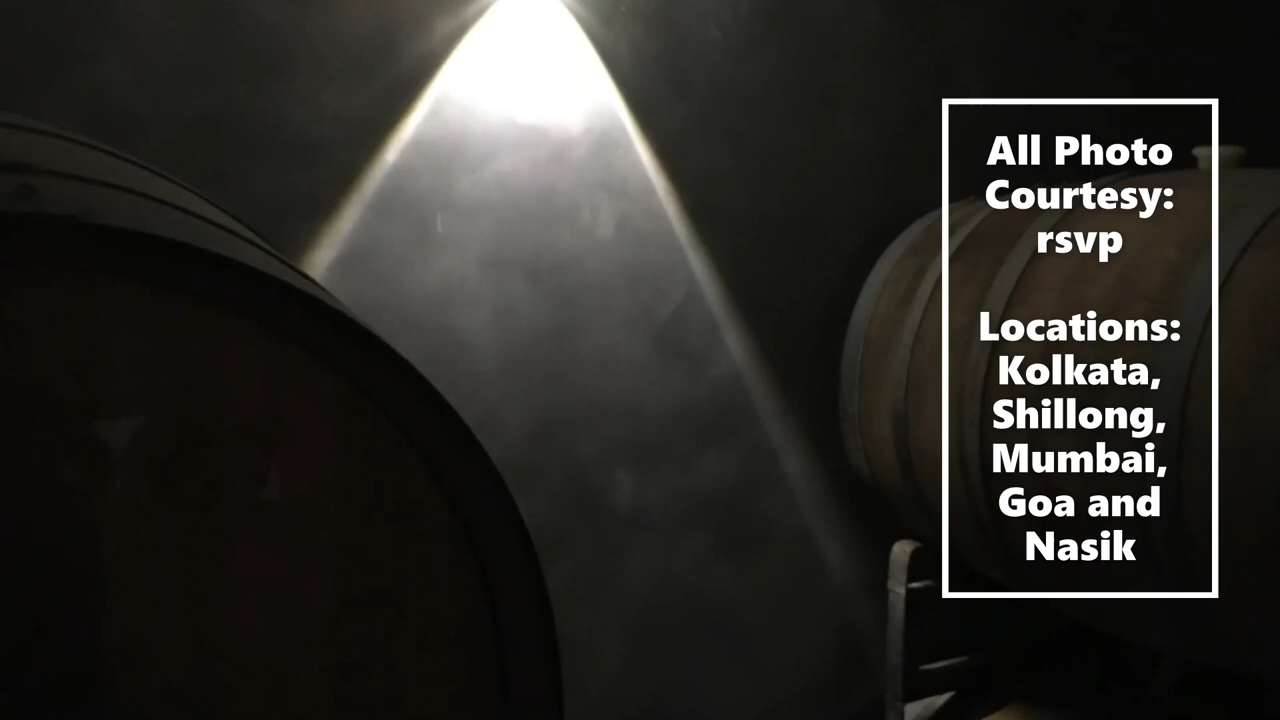 All Photo
Courtesy:
rsvp
Locations:
Kolkata,
Shillong,
Mumbai,
Goa and
Nasik